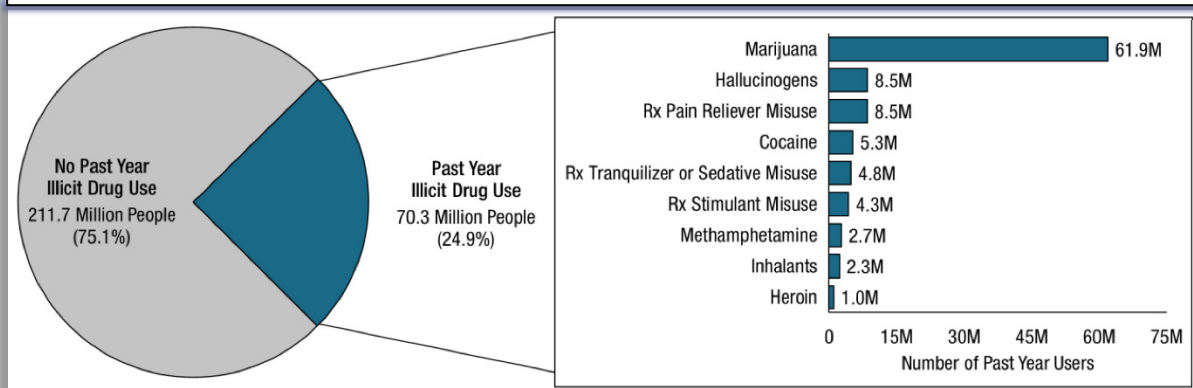 No Past Year
Illicit Drug Use
211.7 Million People
(75.1%)
Past Year
Illicit Drug Use
70.3 Million People
(24.9%)
Marijuana 61.9M
Hallucinogens 8.5M
Rx Pain Reliever Misuse 8.5M
Cocaine 5.3M
Rx Tranquilizer or Sedative Misuse 4.8M
Rx Stimulant Misuse 4.3M
Methamphetamine 2.7M
Inhalants 2.3M
Heroin 1.0M
0 15M 30M 45M 60M 75M
Number of Past Year Users